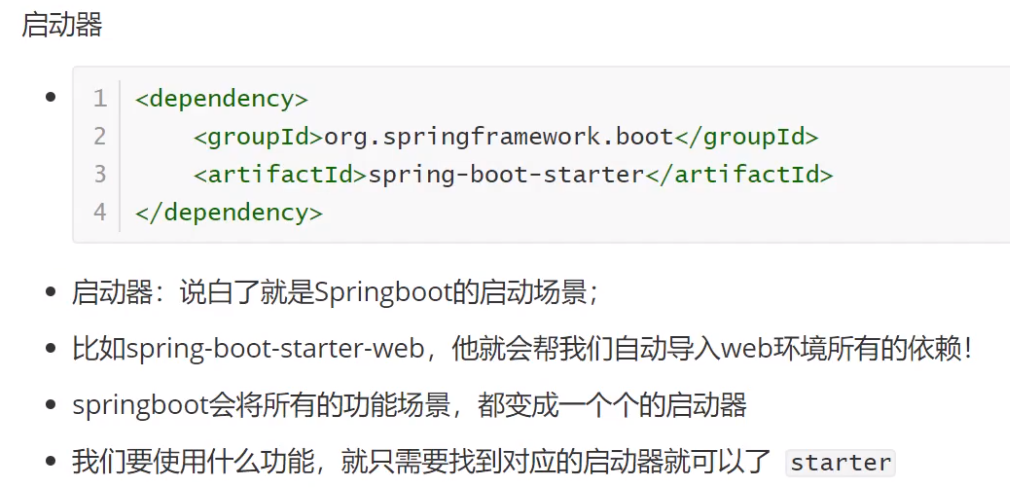 启动器
1 <dependency>
2     <groupId>org.springframework.boot</groupId>
3     <artifactId>spring-boot-starter</artifactId>
4 </dependency>
启动器：说白了就是Springboot的启动场景；
比如spring-boot-starter-web，他就会帮我们自动导入web环境所有的依赖！
springboot会将所有的功能场景，都变成一个个的启动器
我们要使用什么功能，就只需要找到对应的启动器就可以了 starter